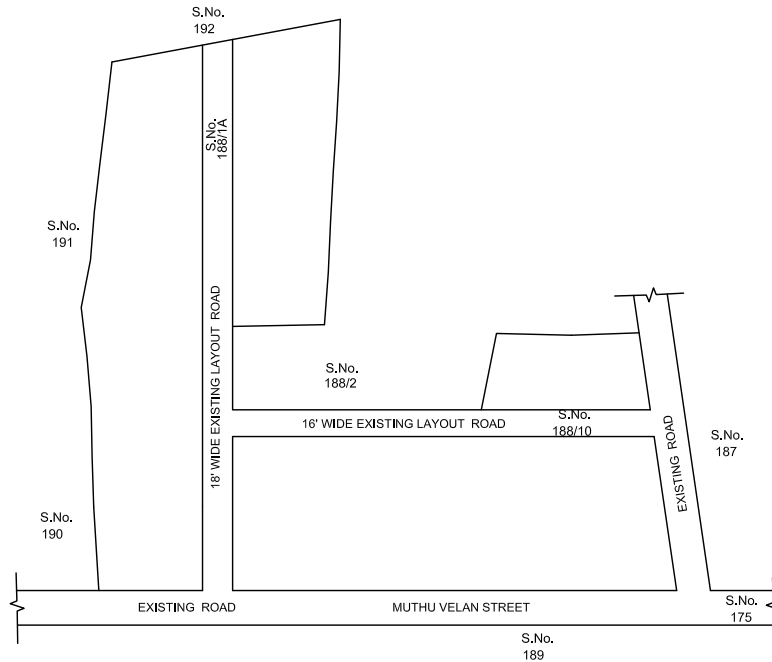 S.No.
192
S.No.
188/1A
S.No.
191
18' WIDE EXISTING LAYOUT ROAD
S.No.
188/2
16' WIDE EXISTING LAYOUT ROAD
S.No.
188/10
S.No.
187
EXISTING ROAD
S.No.
190
EXISTING ROAD
MUTHU VELAN STREET
S.No.
175
S.No.
189